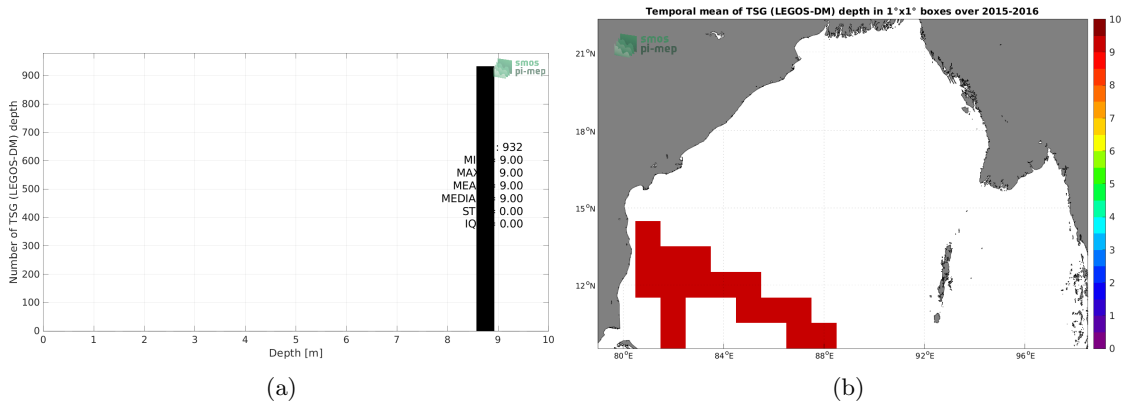 smos
pi-mep
900
800
700
600
500
400
300
200
100
0
Number of TSG (LEGOS-DM) depth
: 932
MI = 9.00
MAX = 9.00
MEA = 9.00
MEDIA = 9.00
ST = 0.00
IQ = 0.00
0 1 2 3 4 5 6 7 8 9 10
Depth [m]
(a)
Temporal mean of TSG (LEGOS-DM) depth in 1°x1° boxes over 2015-2016
smos
pi-mep
21°N
18°N
15°N
12°N
80°E 84°E 88°E 92°E 96°E
10
9
8
7
6
5
4
3
2
1
0
(b)